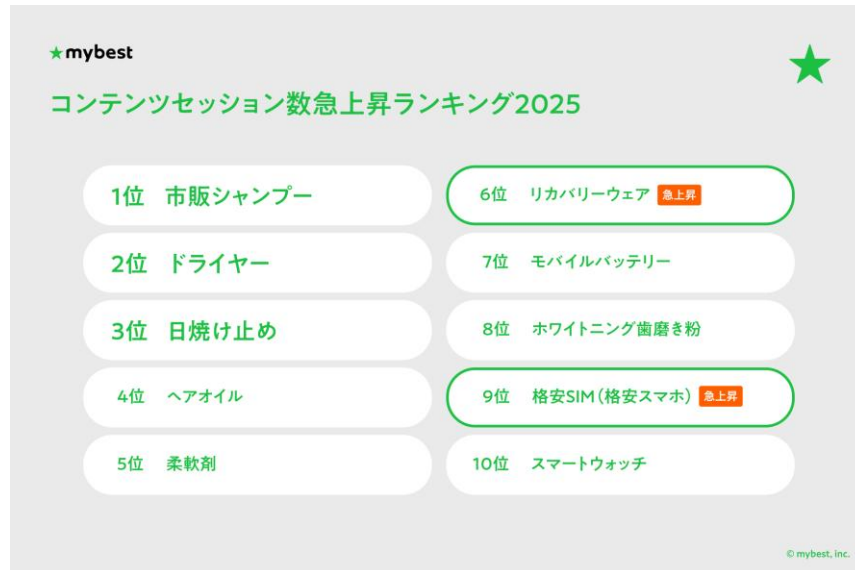 ★mybest
コンテンツセッション数急上昇ランキング2025
1位 市販シャンプー
2位 ドライヤー
3位 日焼け止め
4位 ヘアオイル
5位 柔軟剤
6位 リカバリーウェア 急上昇
7位 モバイルバッテリー
8位 ホワイトニング歯磨き粉
9位 格安SIM(格安スマホ) 急上昇
10位 スマートウォッチ
© mybest, inc.